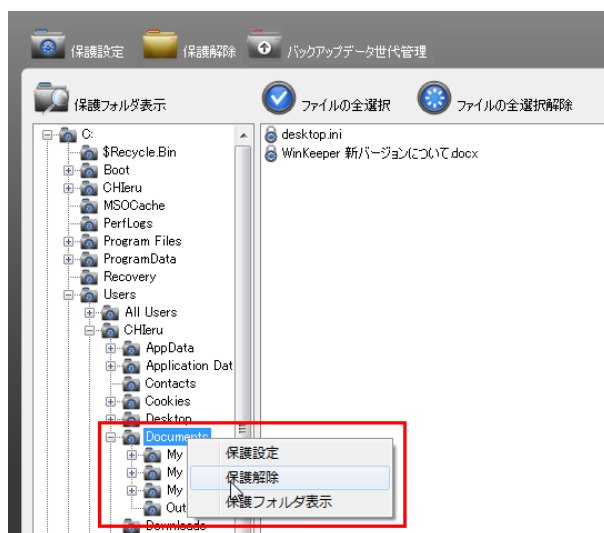 保護設定 保護解除 バックアップデータ世代管理
保護フォルダ表示 ファイルの全選択 ファイルの全選択解除
C:
$Recycle.Bin
Boot
CHIeru
MSOCache
PerfLogs
Program Files
ProgramData
Recovery
Users
All Users
CHIeru
AppData
Application Dat
Contacts
Cookies
Desktop
Documents
My
My
My
Out
Downloads
desktop.ini
WinKeeper 新バージョンについて.docx
保護設定
保護解除
保護フォルダ表示